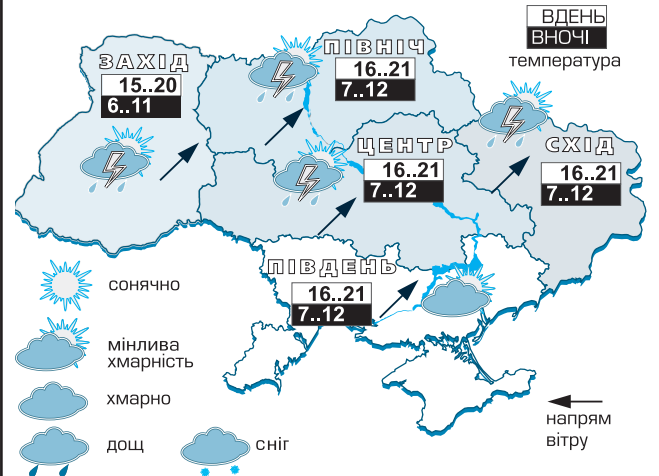 ВДЕНЬ
ВНОЧІ
температура
ЗАХІД
15..20
6..11
ПІВНІЧ
16..21
7..12
ЦЕНТР
16..21
7..12
СХІД
16..21
7..12
ПІВДЕНЬ
16..21
7..12
сонячно
мінлива
хмарність
хмарно
дощ
сніг
напрям
вітру